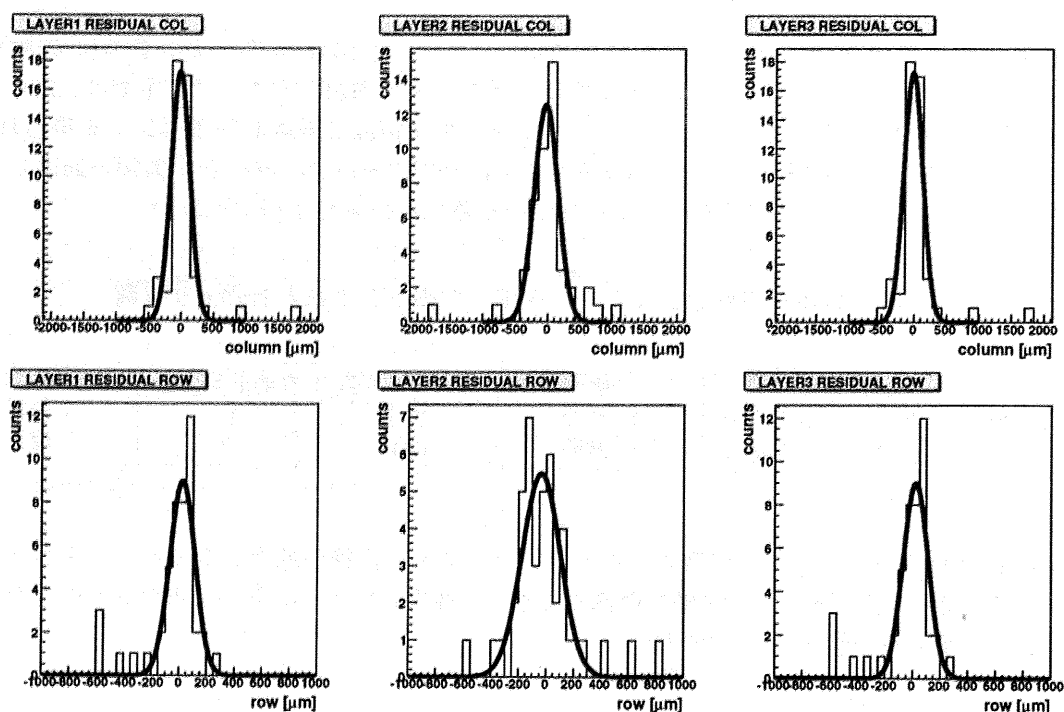 LAYER1 RESIDUAL COL
counts
18
16
14
12
10
8
6
4
2
0
-2000-1500-1000 -500 0 500 1000 1500 2000
column [µm]
LAYER2 RESIDUAL COL
counts
14
12
10
8
6
4
2
0
-2000-1500-1000 -500 0 500 1000 1500 2000
column [µm]
LAYER3 RESIDUAL COL
counts
18
16
14
12
10
8
6
4
2
0
-2000-1500-1000 -500 0 500 1000 1500 2000
column [µm]
LAYER1 RESIDUAL ROW
counts
12
10
8
6
4
2
0
-1000-800-600-400-200 0 200 400 600 800 1000
row [µm]
LAYER2 RESIDUAL ROW
counts
7
6
5
4
3
2
1
0
-1000-800-600-400-200 0 200 400 600 800 1000
row [µm]
LAYER3 RESIDUAL ROW
counts
12
10
8
6
4
2
0
-1000-800-600-400-200 0 200 400 600 800 1000
row [µm]